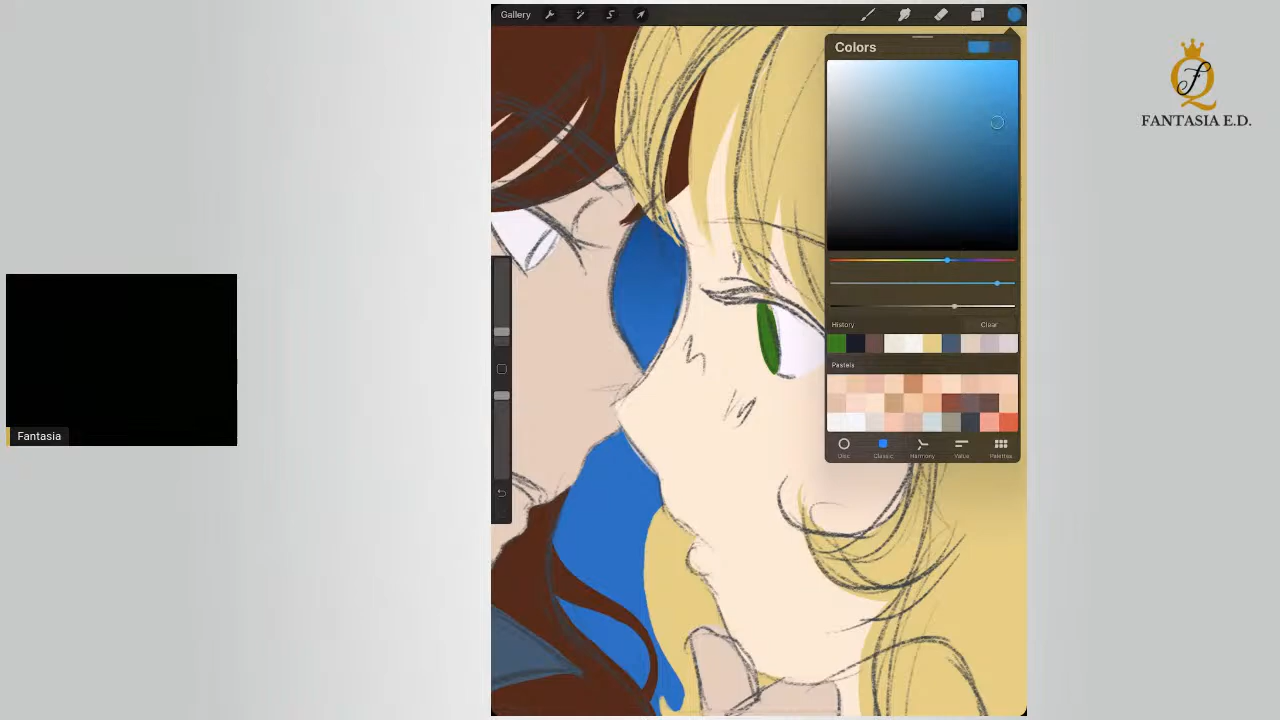 Gallery
Colors
FANTASIA E.D.
History
Clear
Pastels
Fantasia
Disc
Classic
Harmony
Value
Palettes